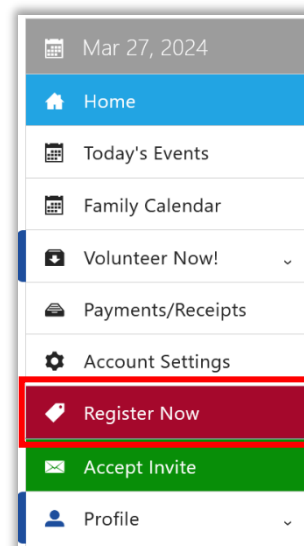 Mar 27, 2024
Home
Today's Events
Family Calendar
Volunteer Now!
Payments/Receipts
Account Settings
Register Now
Accept Invite
Profile